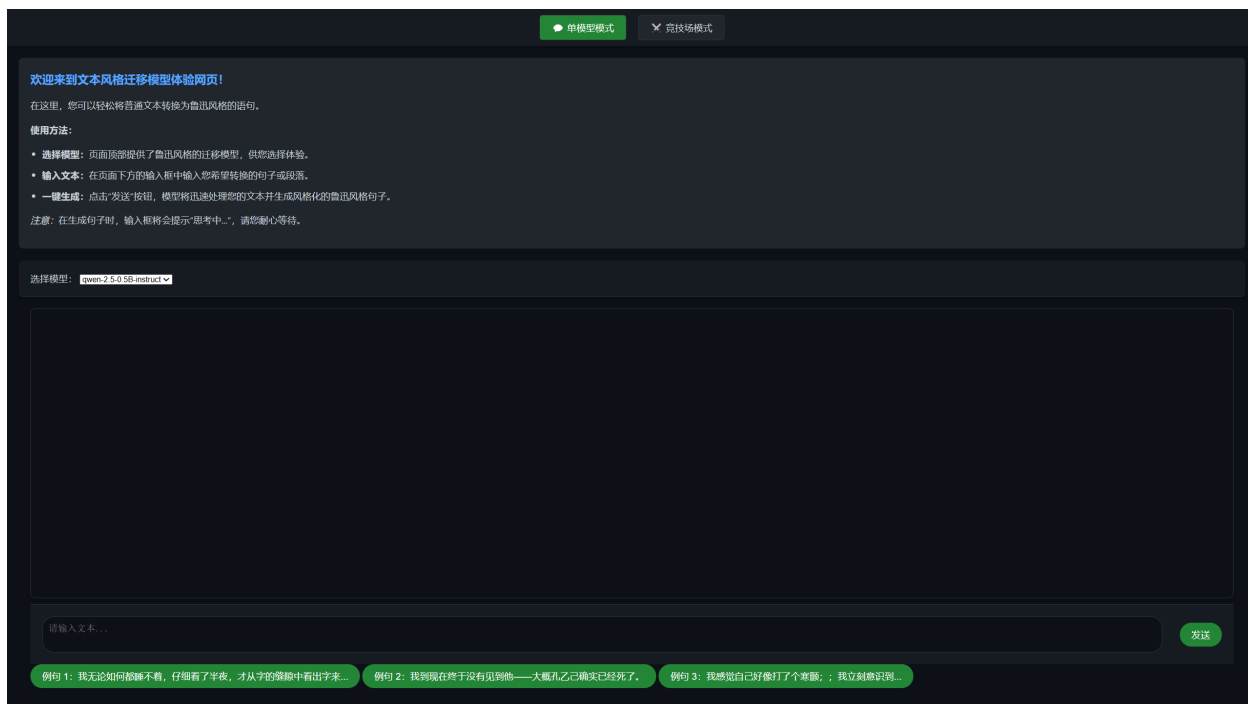 单模型模式
竞技场模式
欢迎来到文本风格迁移模型体验网页！
在这里，您可以轻松将普通文本转换为鲁迅风格的语句。
使用方法：
• 选择模型：页面顶部提供了鲁迅风格的迁移模型，供您选择体验。
• 输入文本：在页面下方的输入框中输入您希望转换的句子或段落。
• 一键生成：点击“发送”按钮，模型将迅速处理您的文本并生成风格化的鲁迅风格句子。
注意：在生成句子时，输入框将会提示“思考中...”，请您耐心等待。
选择模型： qwen-2.5-0.5B-instruct
请输入文本...
发送
例句 1：我无论如何都睡不着，仔细看了半夜，才从字的缝隙中看出字来...
例句 2：我到现在终于没有见到他——大概孔乙己确实已经死了。
例句 3：我感觉自己好像打了个寒颤；；我立刻意识到...